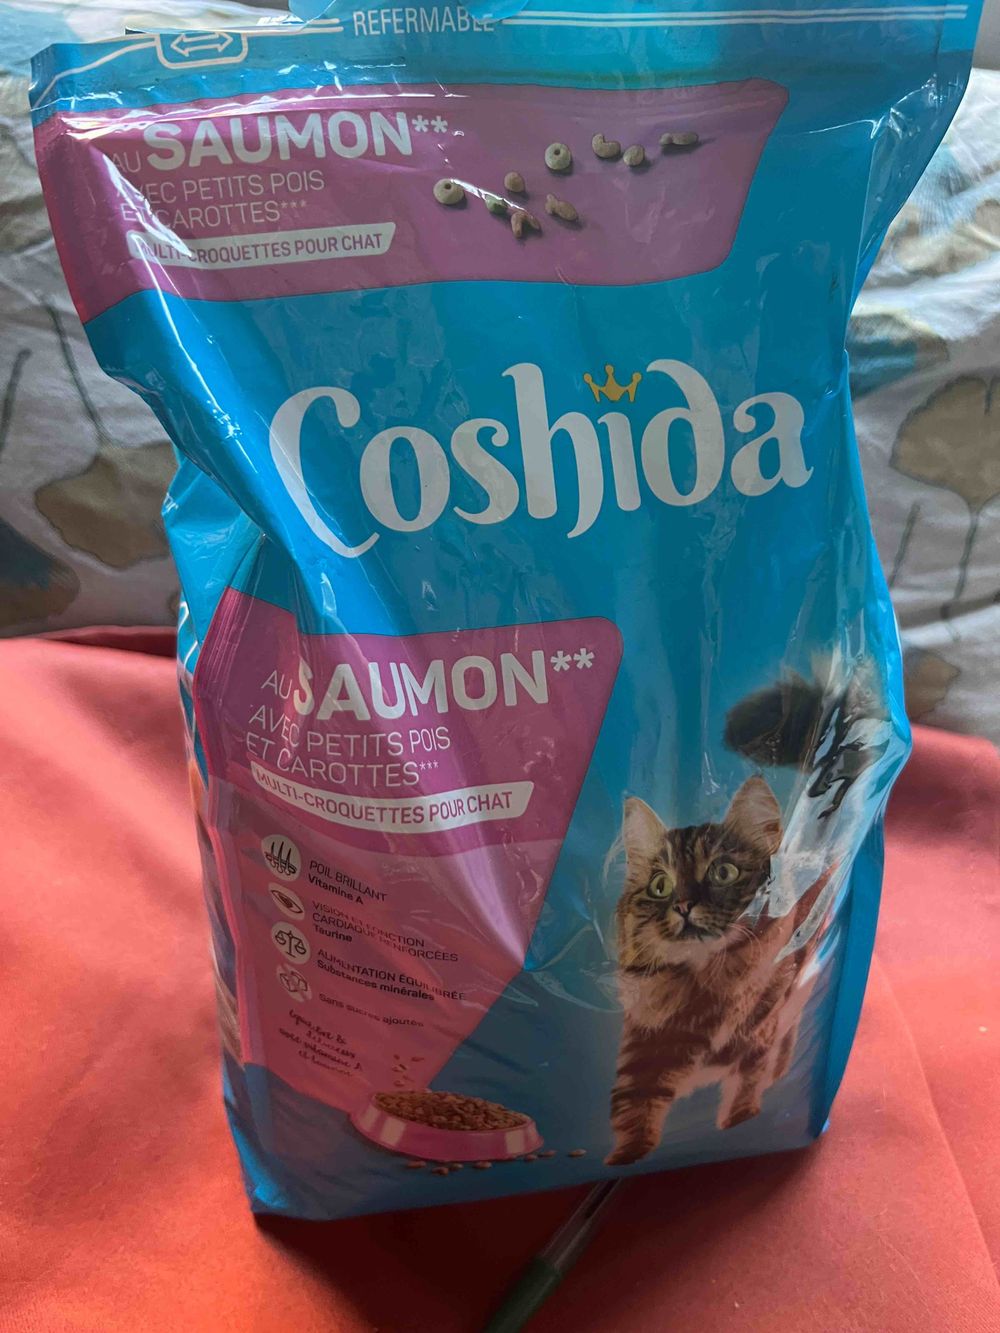 REFERMABLE
AU SAUMON**
AVEC PETITS POIS
ET CAROTTES***
MULTI-CROQUETTES POUR CHAT
Coshida
AU SAUMON**
AVEC PETITS POIS
ET CAROTTES***
MULTI-CROQUETTES POUR CHAT
POIL BRILLANT
Vitamine A
VISION ET FONCTION
CARDIAQUE RENFORCÉES
Taurine
ALIMENTATION ÉQUILIBRÉE
Substances minérales
Sans sucres ajoutés
avec vitamine A